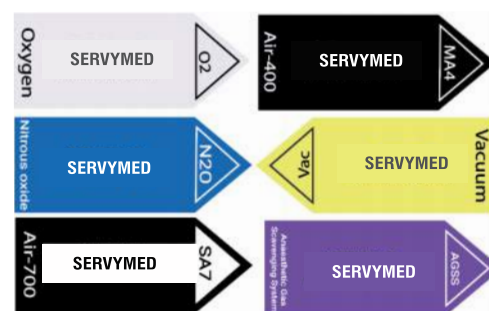 Oxygen
SERVYMED
O2
Air-400
SERVYMED
MA4
Nitrous oxide
SERVYMED
N2O
Vac
SERVYMED
Vacuum
Air-700
SERVYMED
SA7
Anaesthetic Gas
Scavenging System
SERVYMED
AGSS